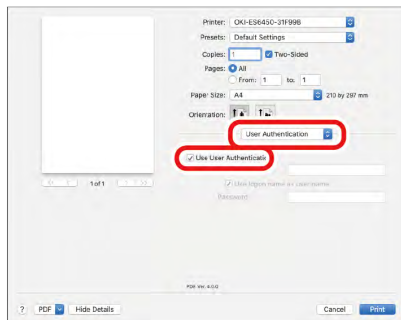 Printer: OKI-ES6450-31F996
Presets: Default Settings
Copies: 1 Two-Sided
Pages: All
From: 1 to: 1
Paper Size: A4 210 by 297 mm
Orientation:
User Authentication
Use User Authenticatio
1 of 1
Use logon name as user name
Password:
PDE Ver. 4.0.0
? PDF Hide Details Cancel Print